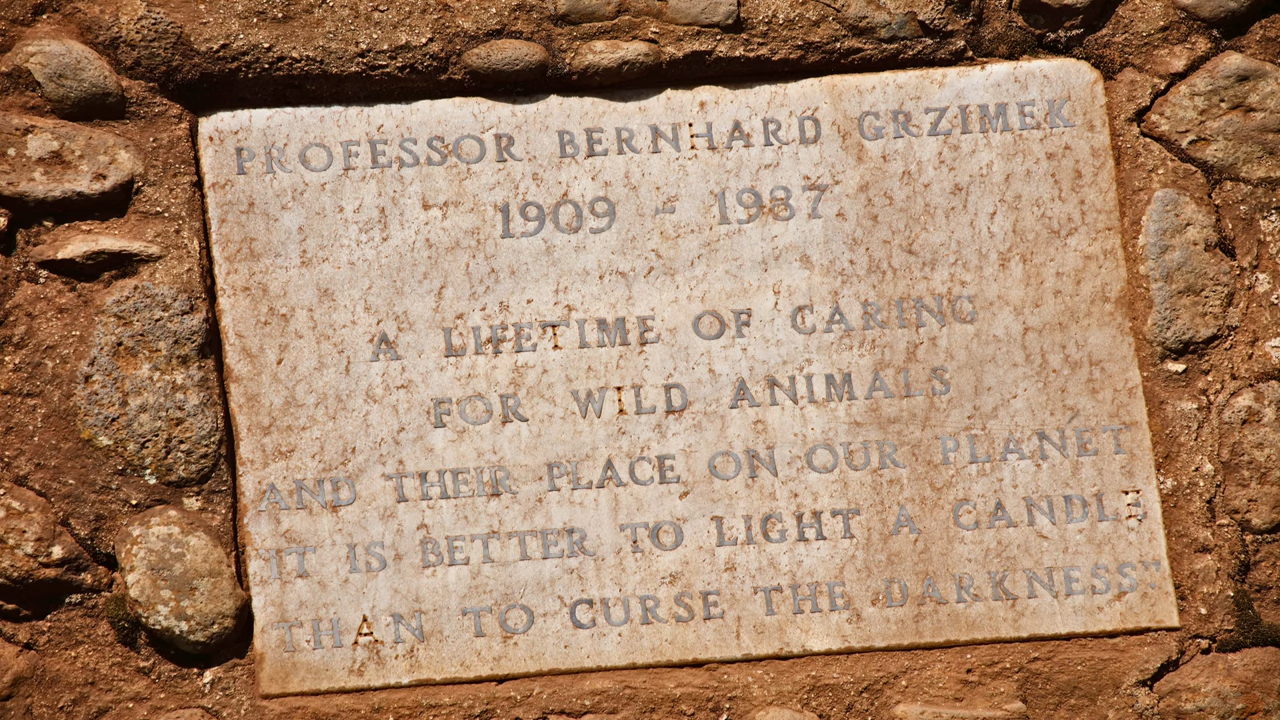 PROFESSOR BERNHARD GRZIMEK
1909 - 1987
A LIFETIME OF CARING
FOR WILD ANIMALS
AND THEIR PLACE ON OUR PLANET
IT IS BETTER TO LIGHT A CANDLE
THAN TO CURSE THE DARKNESS"